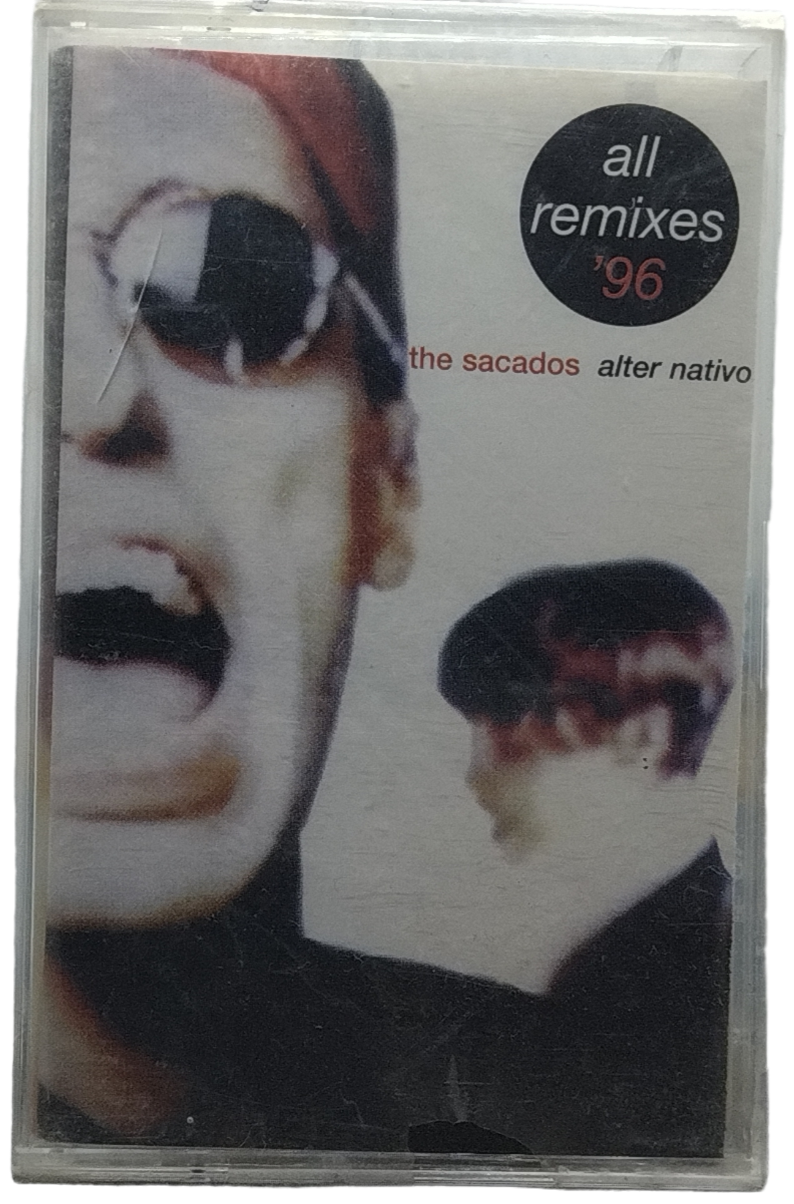 all
remixes
'96
the sacados alter nativo